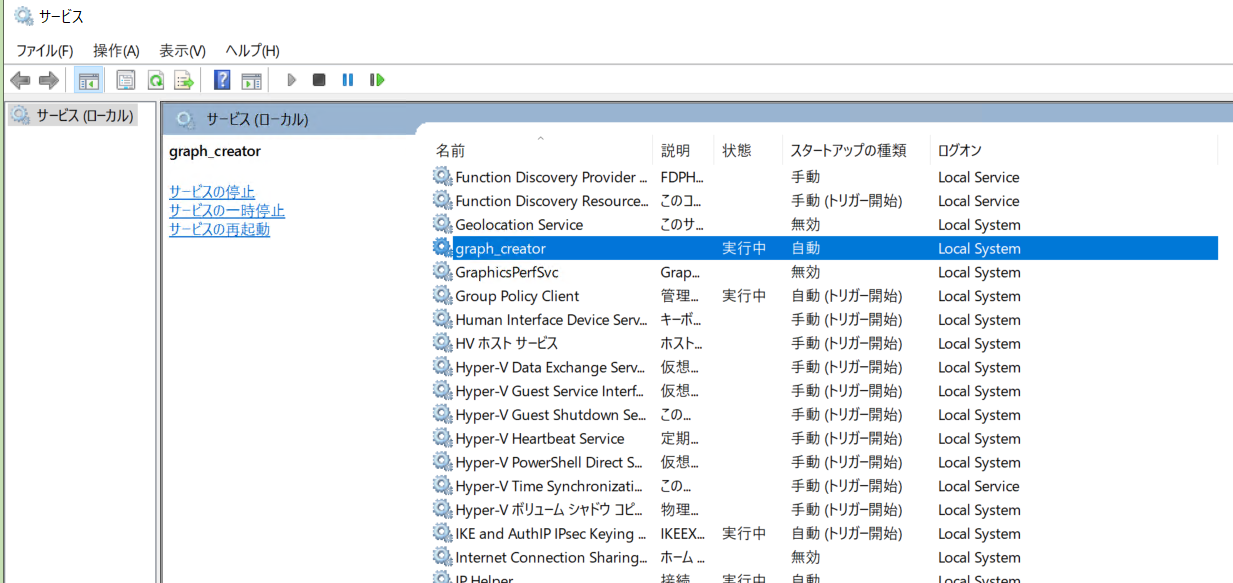 サービス
ファイル(F) 操作(A) 表示(V) ヘルプ(H)
サービス (ローカル)
サービス (ローカル)
graph_creator
サービスの停止
サービスの一時停止
サービスの再起動
名前 説明 状態 スタートアップの種類 ログオン
Function Discovery Provider ... FDPH... 手動 Local Service
Function Discovery Resource... このコ... 手動 (トリガー開始) Local Service
Geolocation Service このサ... 無効 Local System
graph_creator 実行中 自動 Local System
GraphicsPerfSvc Grap... 無効 Local System
Group Policy Client 管理... 実行中 自動 (トリガー開始) Local System
Human Interface Device Serv... キーボ... 手動 (トリガー開始) Local System
HV ホスト サービス ホスト... 手動 (トリガー開始) Local System
Hyper-V Data Exchange Serv... 仮想... 手動 (トリガー開始) Local System
Hyper-V Guest Service Interf... 仮想... 手動 (トリガー開始) Local System
Hyper-V Guest Shutdown Se... この... 手動 (トリガー開始) Local System
Hyper-V Heartbeat Service 定期... 手動 (トリガー開始) Local System
Hyper-V PowerShell Direct S... 仮想... 手動 (トリガー開始) Local System
Hyper-V Time Synchronizati... この... 手動 (トリガー開始) Local Service
Hyper-V ボリューム シャドウ コピ... 物理... 手動 (トリガー開始) Local System
IKE and AuthIP IPsec Keying ... IKEEX... 実行中 自動 (トリガー開始) Local System
Internet Connection Sharing... ホーム ... 無効 Local System
IP Helper 接続... 実行中 自動 Local System